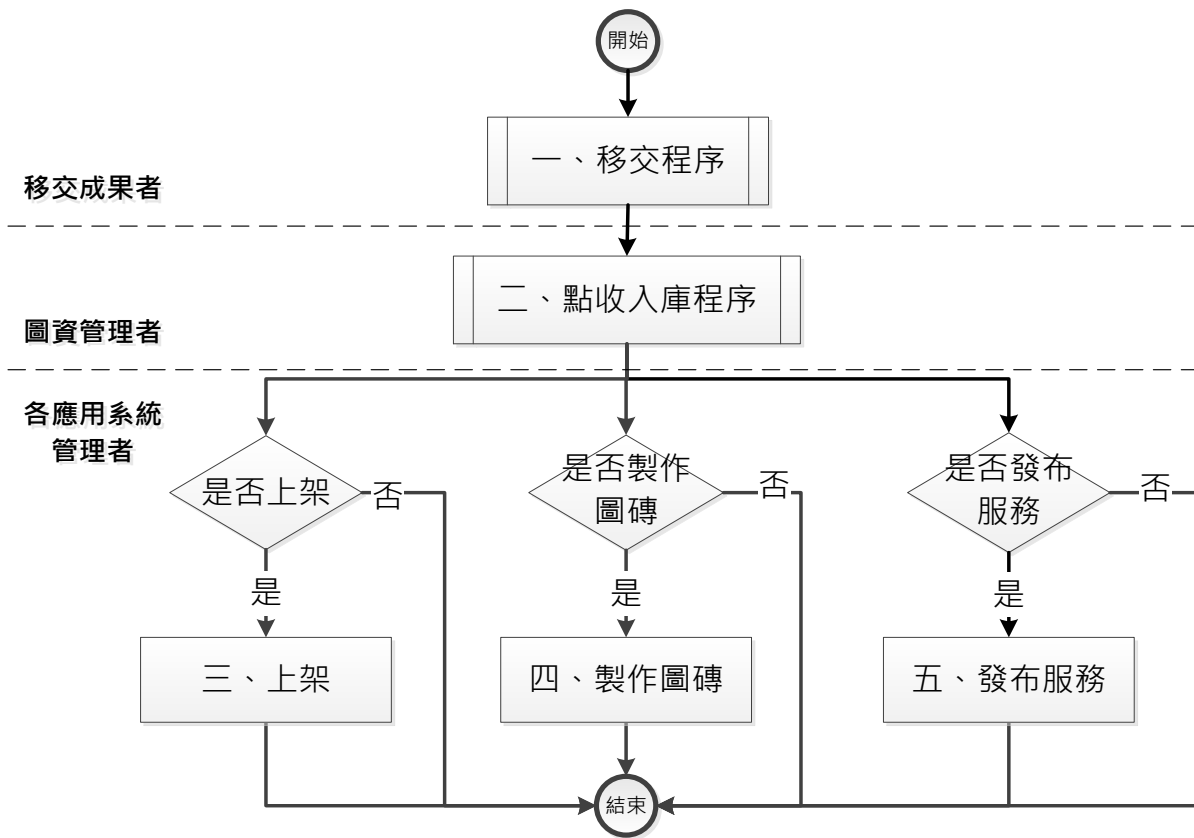 開始
一、移交程序
移交成果者
二、點收入庫程序
圖資管理者
各應用系統
管理者
是否上架
否
是否製作
圖磚
否
是否發布
服務
否
是
是
是
三、上架
四、製作圖磚
五、發布服務
結束